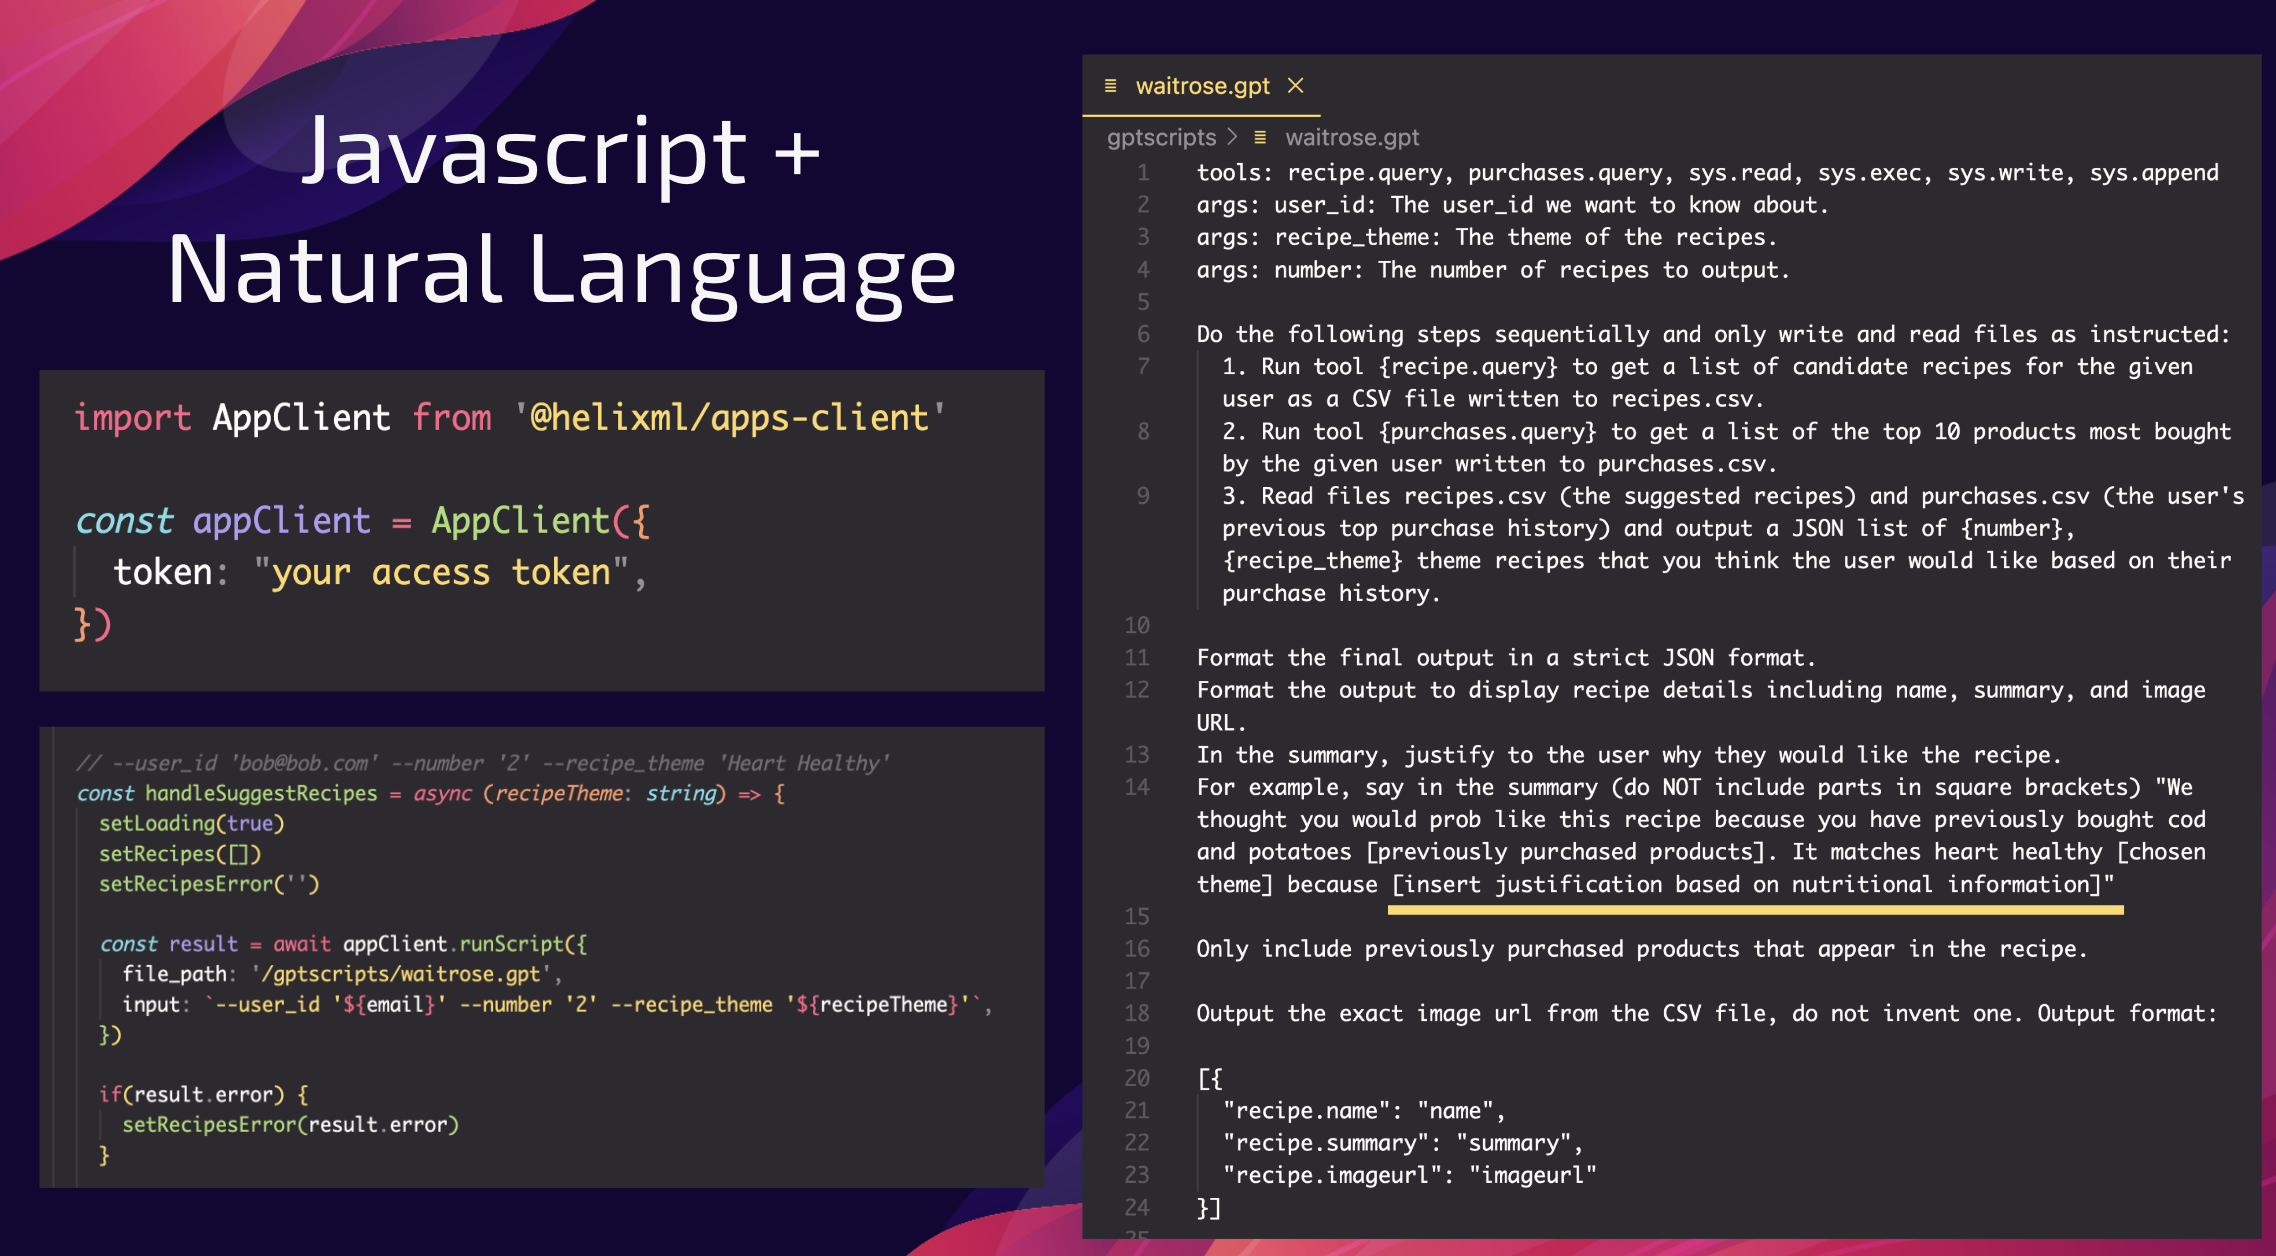 Javascript +
Natural Language
import AppClient from '@helixml/apps-client'
const appClient = AppClient({
token: "your access token",
})
// --user_id 'bob@bob.com' --number '2' --recipe_theme 'Heart Healthy'
const handleSuggestRecipes = async (recipeTheme: string) => {
setLoading(true)
setRecipes([])
setRecipesError('')
const result = await appClient.runScript({
file_path: '/gptscripts/waitrose.gpt',
input: `--user_id '${email}' --number '2' --recipe_theme '${recipeTheme}'`,
})
if(result.error) {
setRecipesError(result.error)
}
waitrose.gpt
gptscripts > waitrose.gpt
1 tools: recipe.query, purchases.query, sys.read, sys.exec, sys.write, sys.append
2 args: user_id: The user_id we want to know about.
3 args: recipe_theme: The theme of the recipes.
4 args: number: The number of recipes to output.
5
6 Do the following steps sequentially and only write and read files as instructed:
7 1. Run tool {recipe.query} to get a list of candidate recipes for the given
user as a CSV file written to recipes.csv.
8 2. Run tool {purchases.query} to get a list of the top 10 products most bought
by the given user written to purchases.csv.
9 3. Read files recipes.csv (the suggested recipes) and purchases.csv (the user's
previous top purchase history) and output a JSON list of {number},
{recipe_theme} theme recipes that you think the user would like based on their
purchase history.
10
11 Format the final output in a strict JSON format.
12 Format the output to display recipe details including name, summary, and image
URL.
13 In the summary, justify to the user why they would like the recipe.
14 For example, say in the summary (do NOT include parts in square brackets) "We
thought you would prob like this recipe because you have previously bought cod
and potatoes [previously purchased products]. It matches heart healthy [chosen
theme] because [insert justification based on nutritional information]"
15
16 Only include previously purchased products that appear in the recipe.
17
18 Output the exact image url from the CSV file, do not invent one. Output format:
19
20 [{
21 "recipe.name": "name",
22 "recipe.summary": "summary",
23 "recipe.imageurl": "imageurl"
24 }]
25